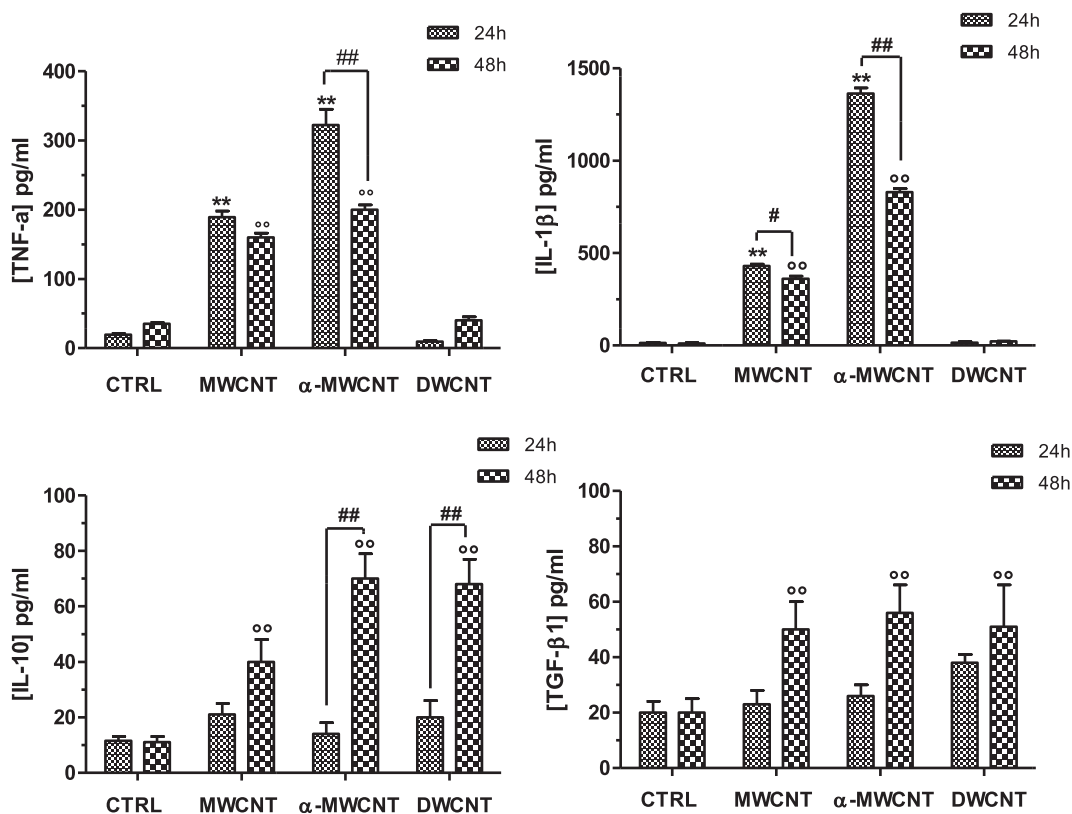 24h
48h
##
400
300
200
100
0
[TNF-a] pg/ml
**
°°
**
°°
CTRL
MWCNT
α-MWCNT
DWCNT
24h
48h
##
1500
1000
500
0
[IL-1β] pg/ml
#
**
°°
**
°°
CTRL
MWCNT
α-MWCNT
DWCNT
24h
48h
##
##
100
80
60
40
20
0
[IL-10] pg/ml
°°
°°
°°
CTRL
MWCNT
α-MWCNT
DWCNT
24h
48h
100
80
60
40
20
0
[TGF-β1] pg/ml
°°
°°
°°
CTRL
MWCNT
α-MWCNT
DWCNT